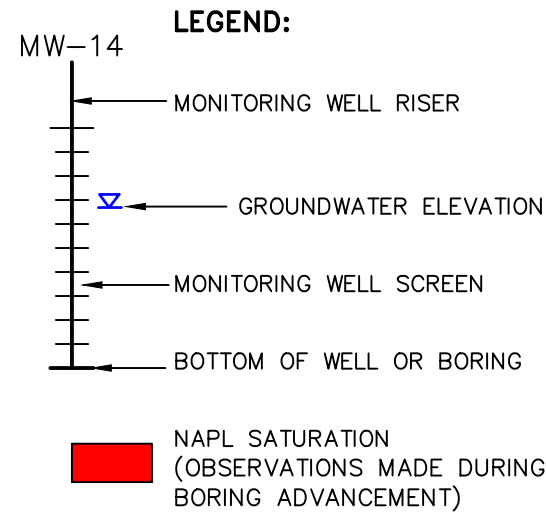 LEGEND:
MW-14
MONITORING WELL RISER
GROUNDWATER ELEVATION
MONITORING WELL SCREEN
BOTTOM OF WELL OR BORING
NAPL SATURATION
(OBSERVATIONS MADE DURING
BORING ADVANCEMENT)